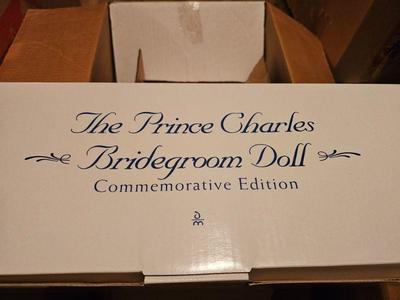 The Prince Charles
Bridegroom Doll
Commemorative Edition